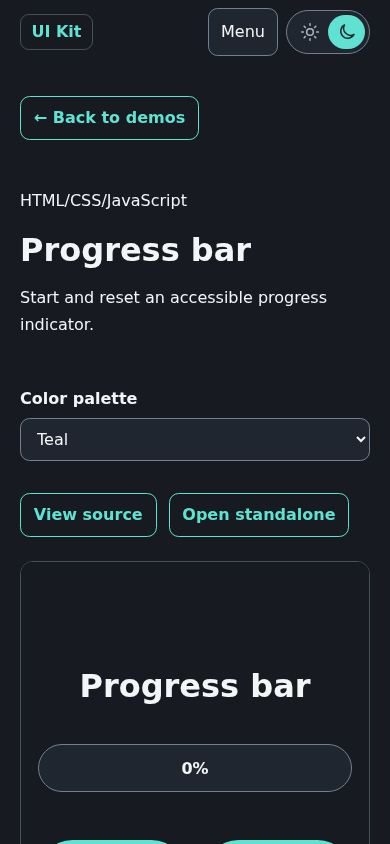 UI Kit
Menu
← Back to demos
HTML/CSS/JavaScript
Progress bar
Start and reset an accessible progress
indicator.
Color palette
Teal
View source
Open standalone
Progress bar
0%